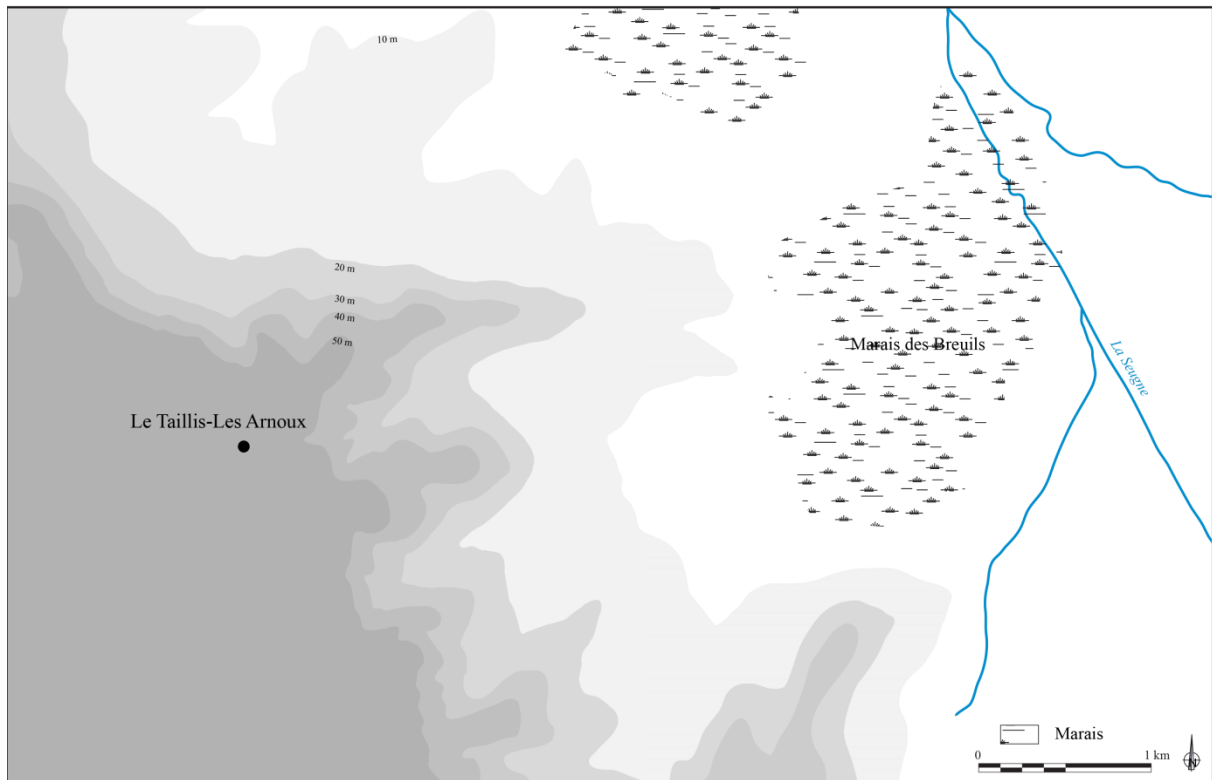 10 m
20 m
30 m
40 m
50 m
Marais des Breuils
La Seugne
Le Taillis-Les Arnoux
Marais
0
1 km
N